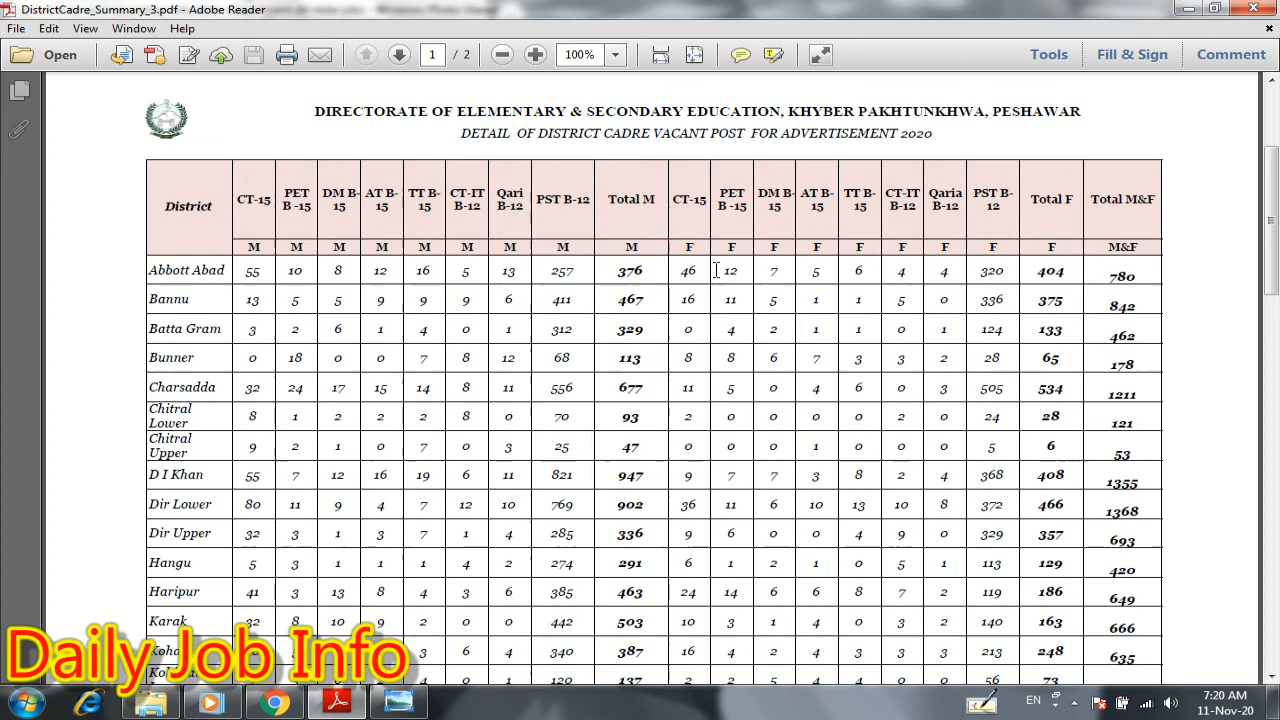 DistrictCadre_Summary_3.pdf - Adobe Reader
File Edit View Window Help
Open 1 / 2 100% Tools Fill & Sign Comment
DIRECTORATE OF ELEMENTARY & SECONDARY EDUCATION, KHYBER PAKHTUNKHWA, PESHAWAR
DETAIL OF DISTRICT CADRE VACANT POST FOR ADVERTISEMENT 2020
District CT-15 PET B -15 DM B-15 AT B-15 TT B-15 CT-IT B-12 Qari B-12 PST B-12 Total M CT-15 PET B -15 DM B-15 AT B-15 TT B-15 CT-IT B-12 Qaria B-12 PST B-12 Total F Total M&F
M M M M M M M M M F F F F F F F F F M&F
Abbott Abad 55 10 8 12 16 5 13 257 376 46 12 7 5 6 4 4 320 404 780
Bannu 13 5 5 9 9 9 6 411 467 16 11 5 1 1 5 0 336 375 842
Batta Gram 3 2 6 1 4 0 1 312 329 0 4 2 1 1 0 1 124 133 462
Bunner 0 18 0 0 7 8 12 68 113 8 8 6 7 3 3 2 28 65 178
Charsadda 32 24 17 15 14 8 11 556 677 11 5 0 4 6 0 3 505 534 1211
Chitral Lower 8 1 2 2 2 8 0 70 93 2 0 0 0 0 2 0 24 28 121
Chitral Upper 9 2 1 0 7 0 3 25 47 0 0 0 1 0 0 0 5 6 53
D I Khan 55 7 12 16 19 6 11 821 947 9 7 7 3 8 2 4 368 408 1355
Dir Lower 80 11 9 4 7 12 10 769 902 36 11 6 10 13 10 8 372 466 1368
Dir Upper 32 3 1 3 7 1 4 285 336 9 6 0 0 4 9 0 329 357 693
Hangu 5 3 1 1 1 4 2 274 291 6 1 2 1 0 5 1 113 129 420
Haripur 41 3 13 8 4 3 6 385 463 24 14 6 6 8 7 2 119 186 649
Karak 32 8 10 9 2 0 0 442 503 10 3 1 4 0 3 2 140 163 666
3 6 4 340 387 16 4 2 4 3 3 3 213 248 635
4 0 1 120 137 2 2 5 0 0 56 73
Daily Job Info
EN 7:20 AM
11-Nov-20